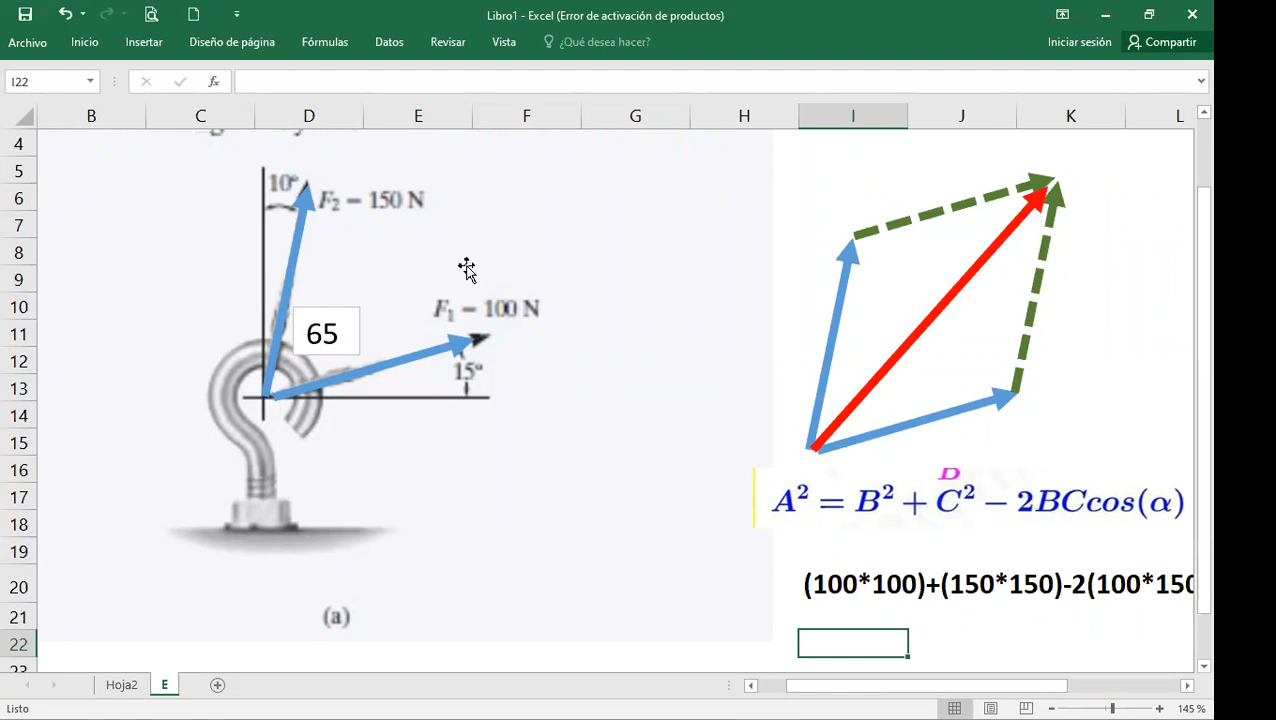 Libro1 - Excel (Error de activación de productos)
Archivo Inicio Insertar Diseño de página Fórmulas Datos Revisar Vista ¿Qué desea hacer? Iniciar sesión Compartir
I22 fx
B C D E F G H I J K L
4
5
10°
6
F₂ = 150 N
7
8
9
10
F₁ = 100 N
11
65
12
15°
13
14
15
16
17
A² = B² + C² − 2BCcos(α)
18
19
20
(100*100)+(150*150)-2(100*150
21
(a)
22
23
Hoja2 E
Listo 145 %